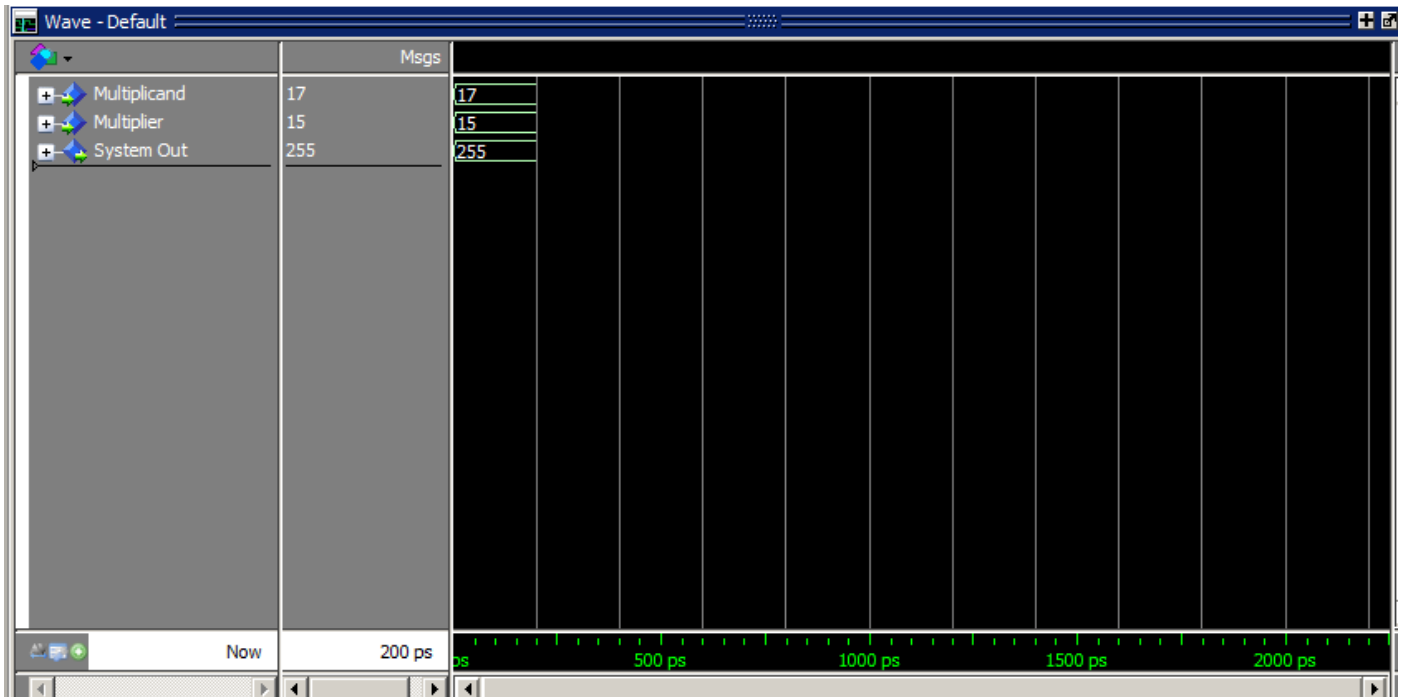 Wave - Default
Msgs
Multiplicand 17 17
Multiplier 15 15
System Out 255 255
Now 200 ps ps 500 ps 1000 ps 1500 ps 2000 ps